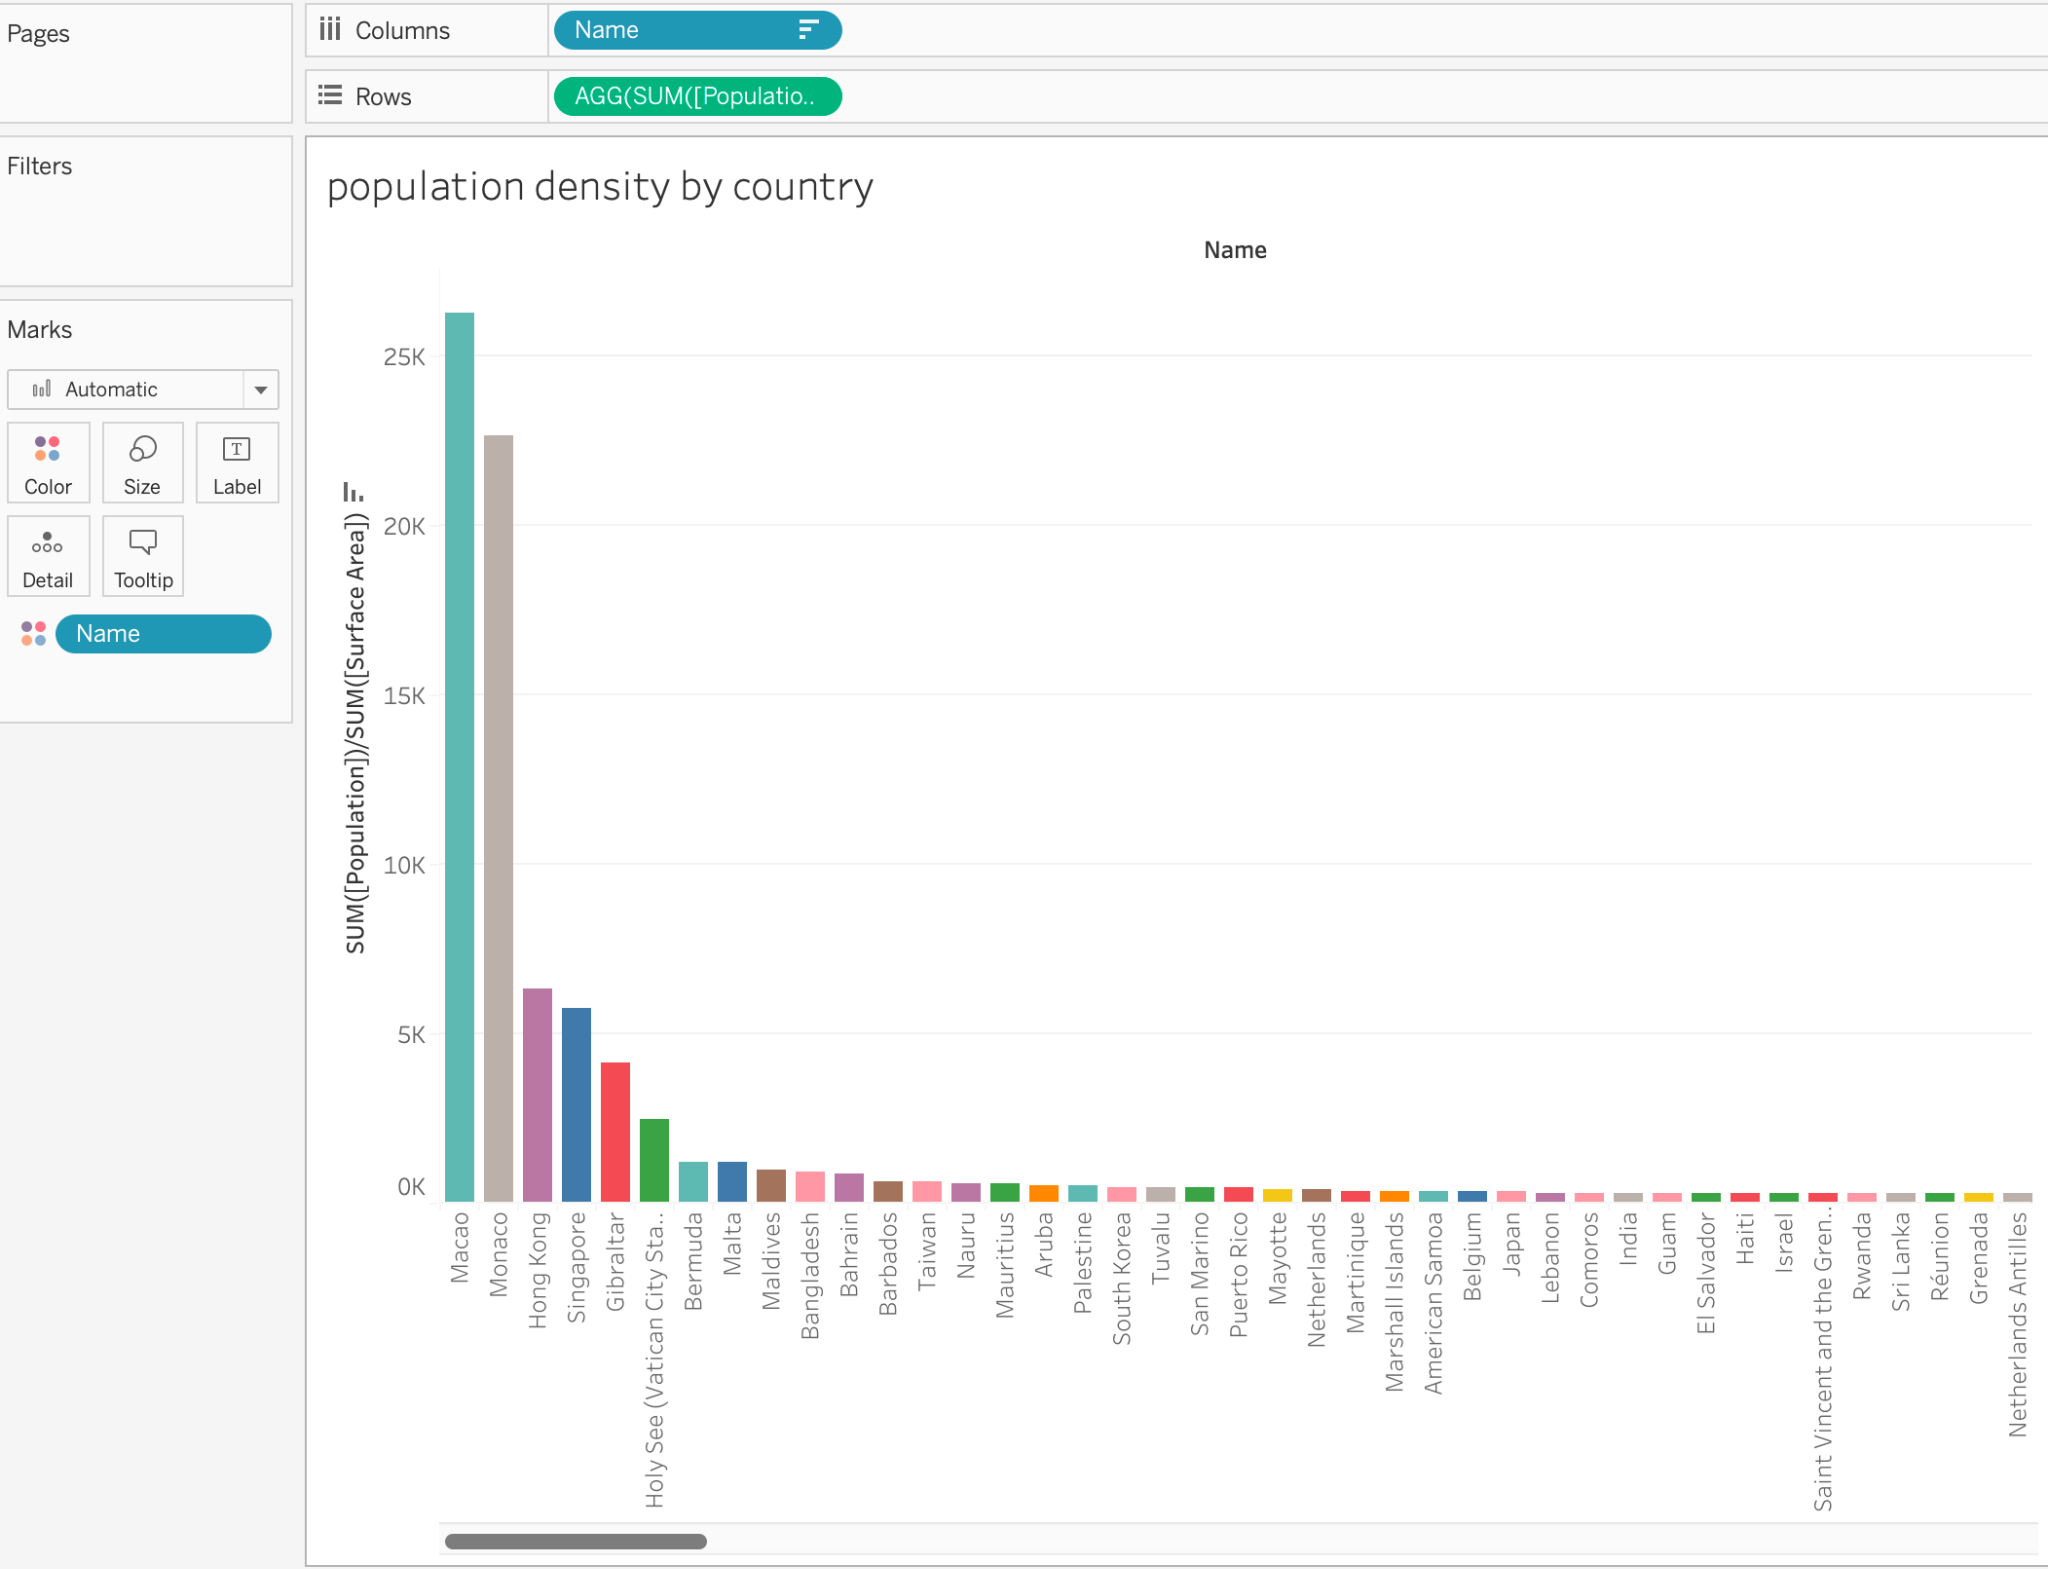 Pages
Columns
Name
Rows
AGG(SUM([Populatio..
Filters
Marks
Automatic
Color
Size
T
Label
Detail
Tooltip
Name
population density by country
Name
SUM([Population])/SUM([Surface Area])
25K
20K
15K
10K
5K
0K
Macao
Monaco
Hong Kong
Singapore
Gibraltar
Holy See (Vatican City Sta..
Bermuda
Malta
Maldives
Bangladesh
Bahrain
Barbados
Taiwan
Nauru
Mauritius
Aruba
Palestine
South Korea
Tuvalu
San Marino
Puerto Rico
Mayotte
Netherlands
Martinique
Marshall Islands
American Samoa
Belgium
Japan
Lebanon
Comoros
India
Guam
El Salvador
Haiti
Israel
Saint Vincent and the Gren..
Rwanda
Sri Lanka
Réunion
Grenada
Netherlands Antilles